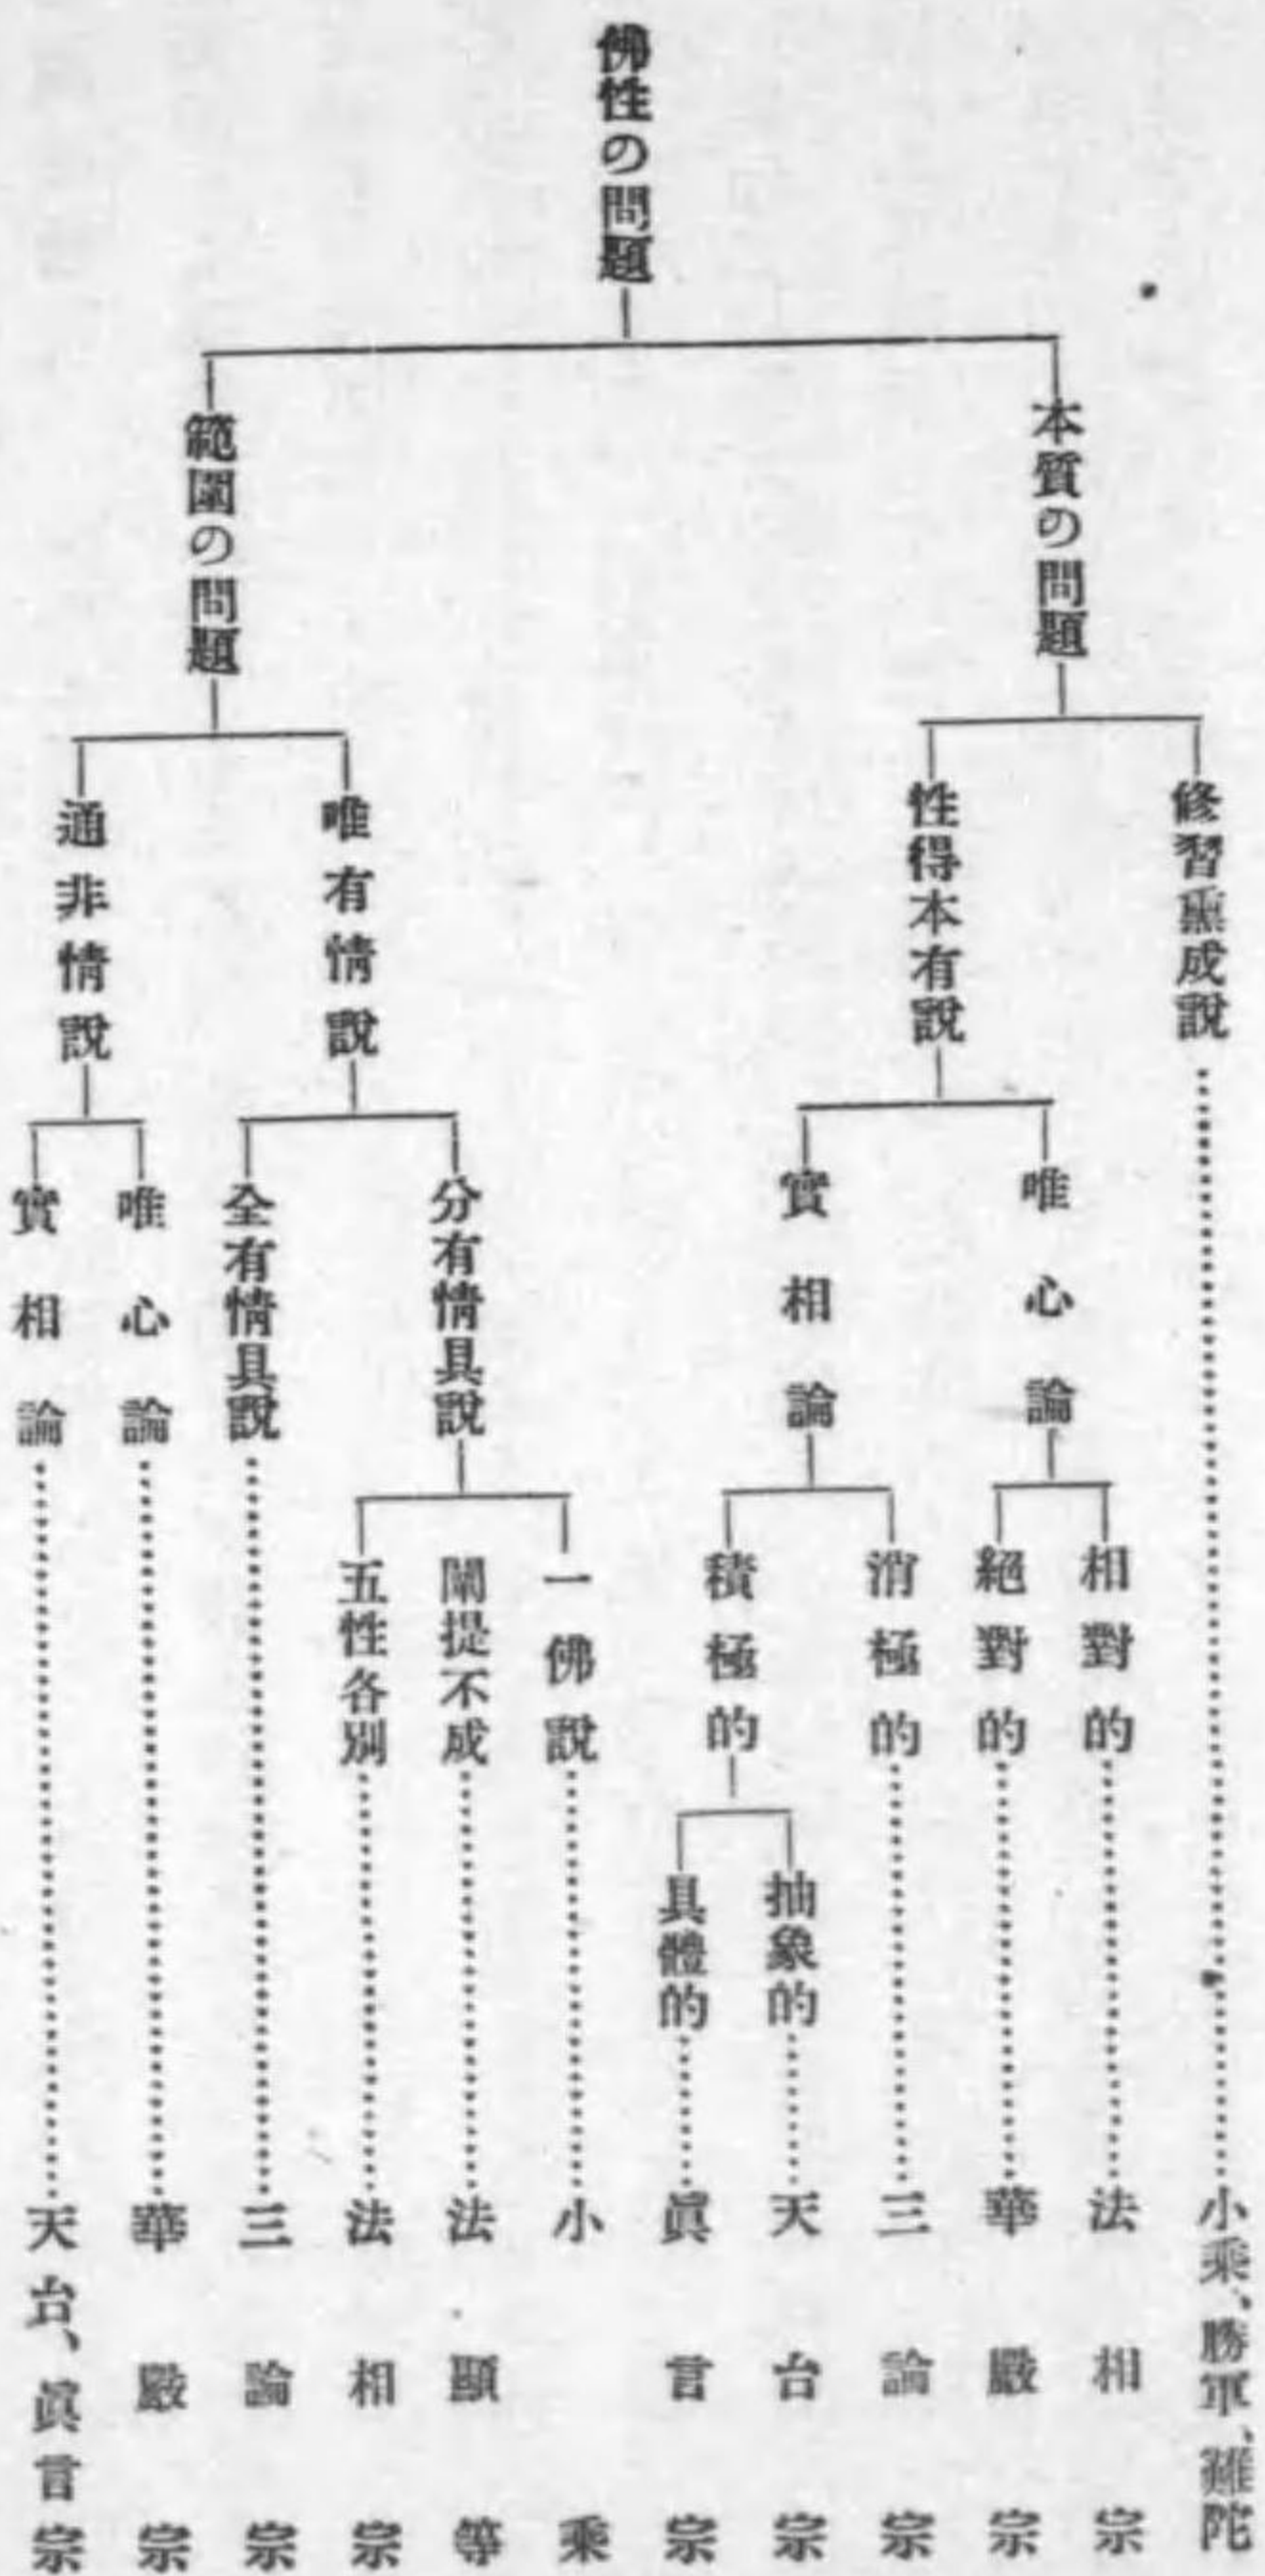 佛性の問題
本質の問題
修習熏成說
小乘、勝軍、難陀
性得本有說
唯心論
相對的
法相宗
絕對的
華嚴宗
實相論
消極的
三論宗
積極的
抽象的
天台宗
具體的
眞言宗
範圍の問題
唯有情說
分有情具說
一佛說
小乘
闡提不成
法顯等
五性各別
法相宗
全有情具說
三論宗
通非情說
唯心論
華嚴宗
實相論
天台、眞言宗